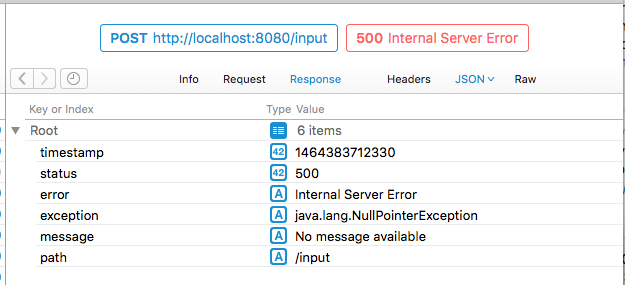 POST http://localhost:8080/input 500 Internal Server Error
Info Request Response Headers JSON Raw
Key or Index Type Value
Root 6 items
timestamp 42 1464383712330
status 42 500
error A Internal Server Error
exception A java.lang.NullPointerException
message A No message available
path A /input